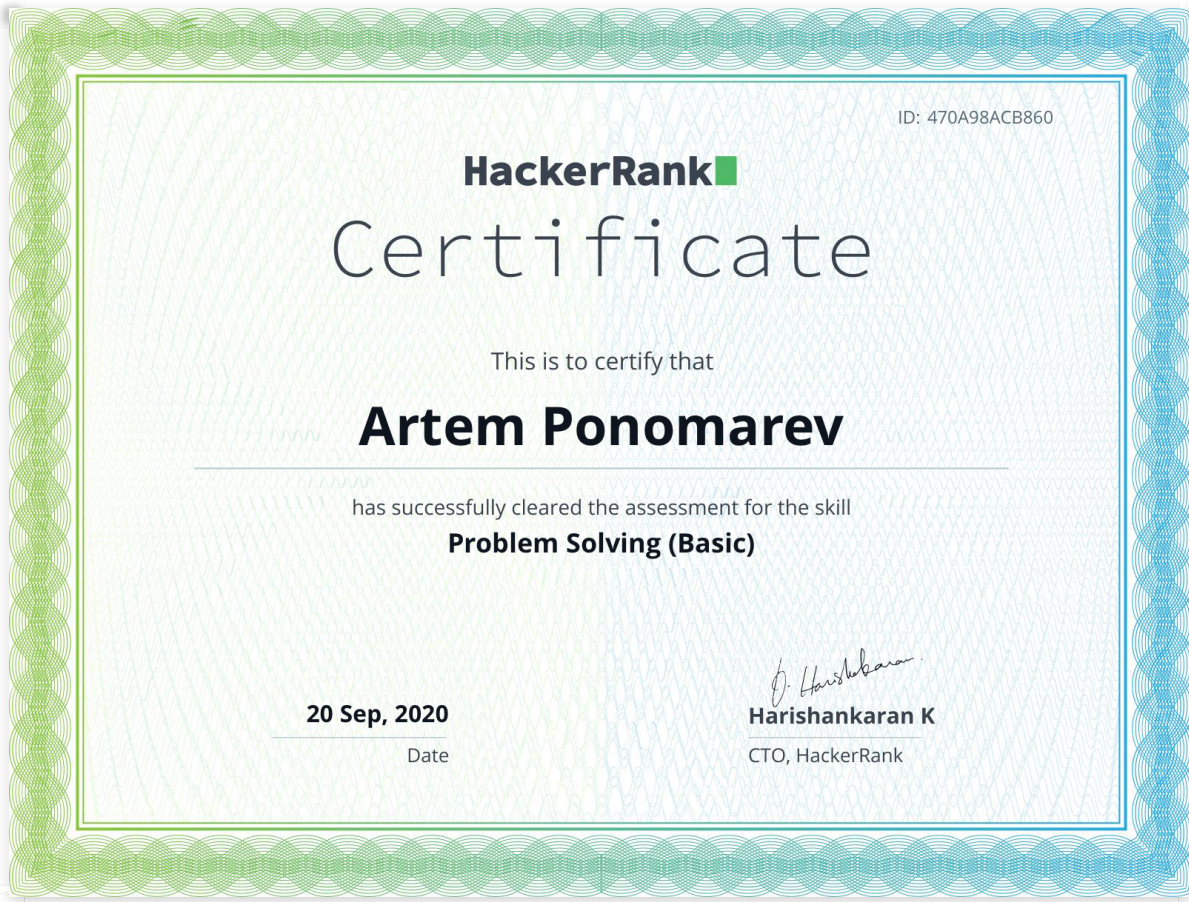 ID: 470A98ACB860
HackerRank
Certificate
This is to certify that
Artem Ponomarev
has successfully cleared the assessment for the skill
Problem Solving (Basic)
20 Sep, 2020
Date
Harishankaran K
CTO, HackerRank